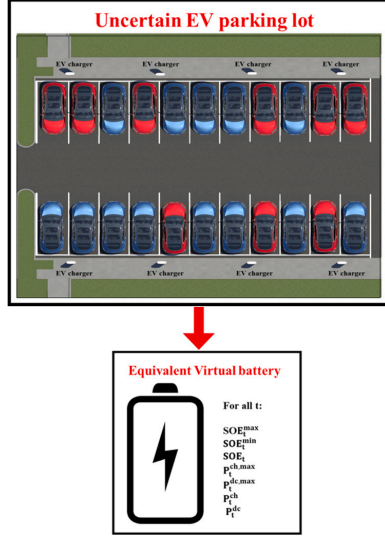 Uncertain EV parking lot
EV charger EV charger EV charger EV charger
EV charger EV charger EV charger EV charger
Equivalent Virtual battery
For all t:
SOE_t^max
SOE_t^min
SOE_t
P_t^ch,max
P_t^dc,max
P_t^ch
P_t^dc